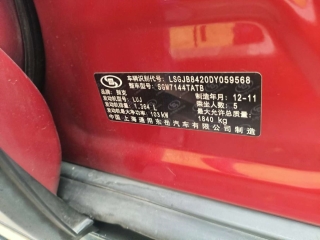 车辆识别代号: LSGJB8420DY059568
整车型号: SGM7144TATB
品牌: 别克
制造年月: 12-11
发动机型号: LUJ
乘坐人数: 5
发动机排量: 1.364 L
最大允许总质量:
发动机最大净功率: 103 kW
1840 kg
中国上海通用东岳汽车有限公司制造